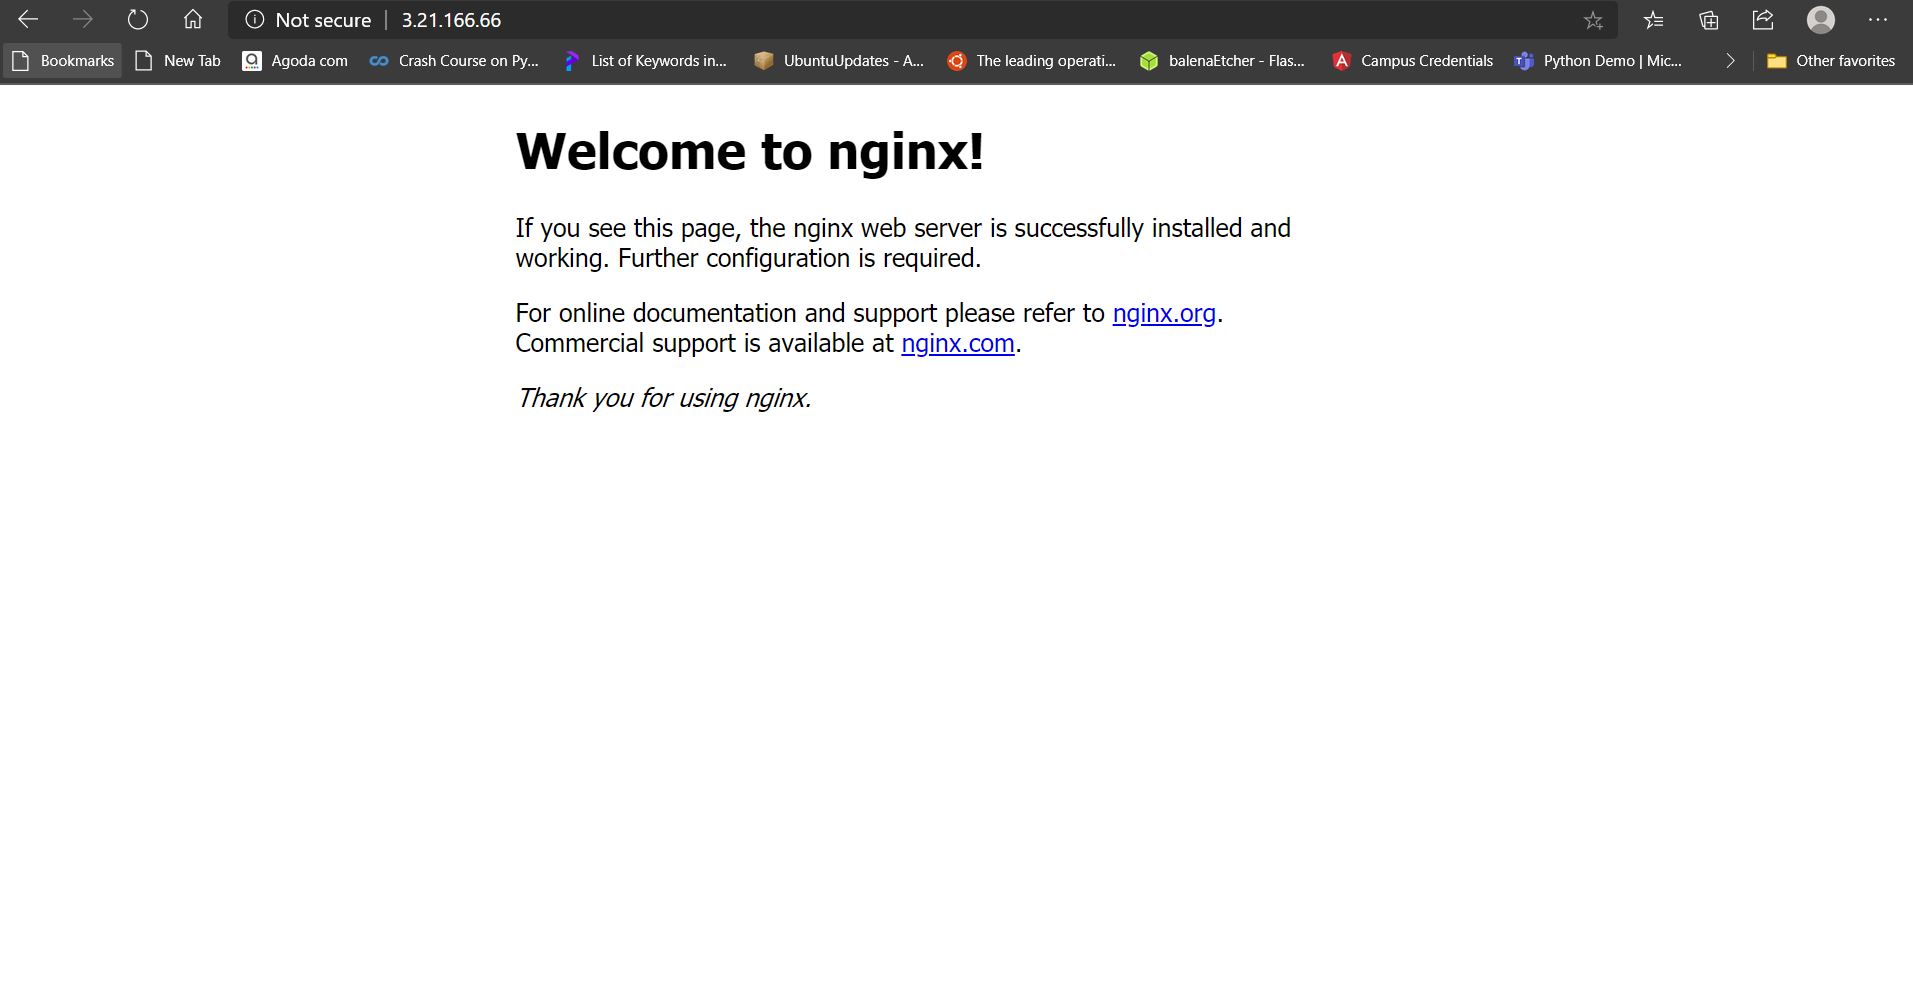 Not secure | 3.21.166.66
Bookmarks New Tab Agoda com Crash Course on Py... List of Keywords in... UbuntuUpdates - A... The leading operati... balenaEtcher - Flas... Campus Credentials Python Demo | Mic... Other favorites
Welcome to nginx!
If you see this page, the nginx web server is successfully installed and
working. Further configuration is required.
For online documentation and support please refer to nginx.org.
Commercial support is available at nginx.com.
Thank you for using nginx.